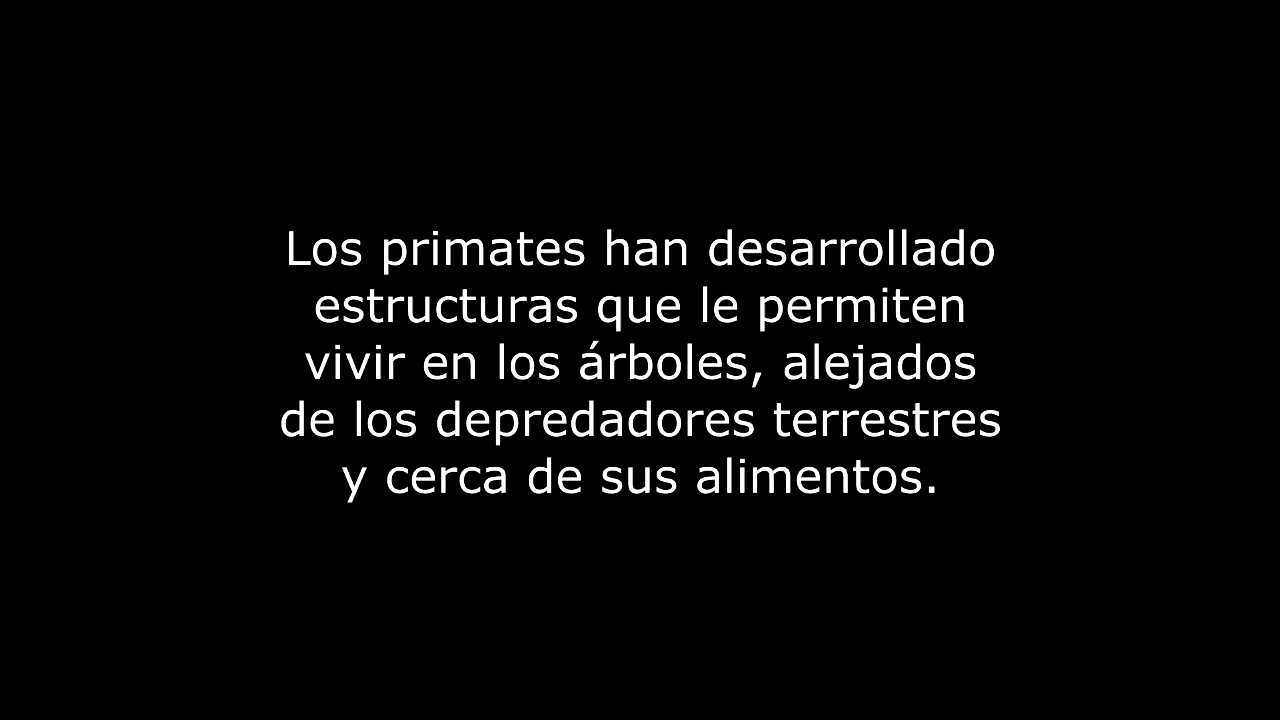 Los primates han desarrollado
estructuras que le permiten
vivir en los árboles, alejados
de los depredadores terrestres
y cerca de sus alimentos.